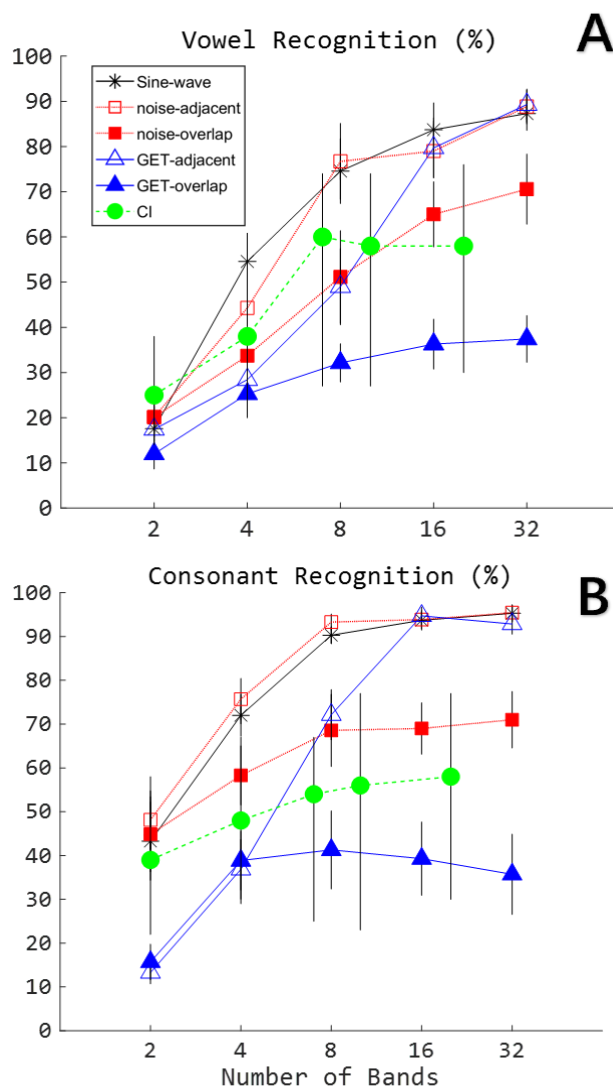 Vowel Recognition (%)
A
100
90
80
70
60
50
40
30
20
10
0
Sine-wave
noise-adjacent
noise-overlap
GET-adjacent
GET-overlap
CI
2 4 8 16 32
Consonant Recognition (%)
B
100
90
80
70
60
50
40
30
20
10
0
2 4 8 16 32
Number of Bands